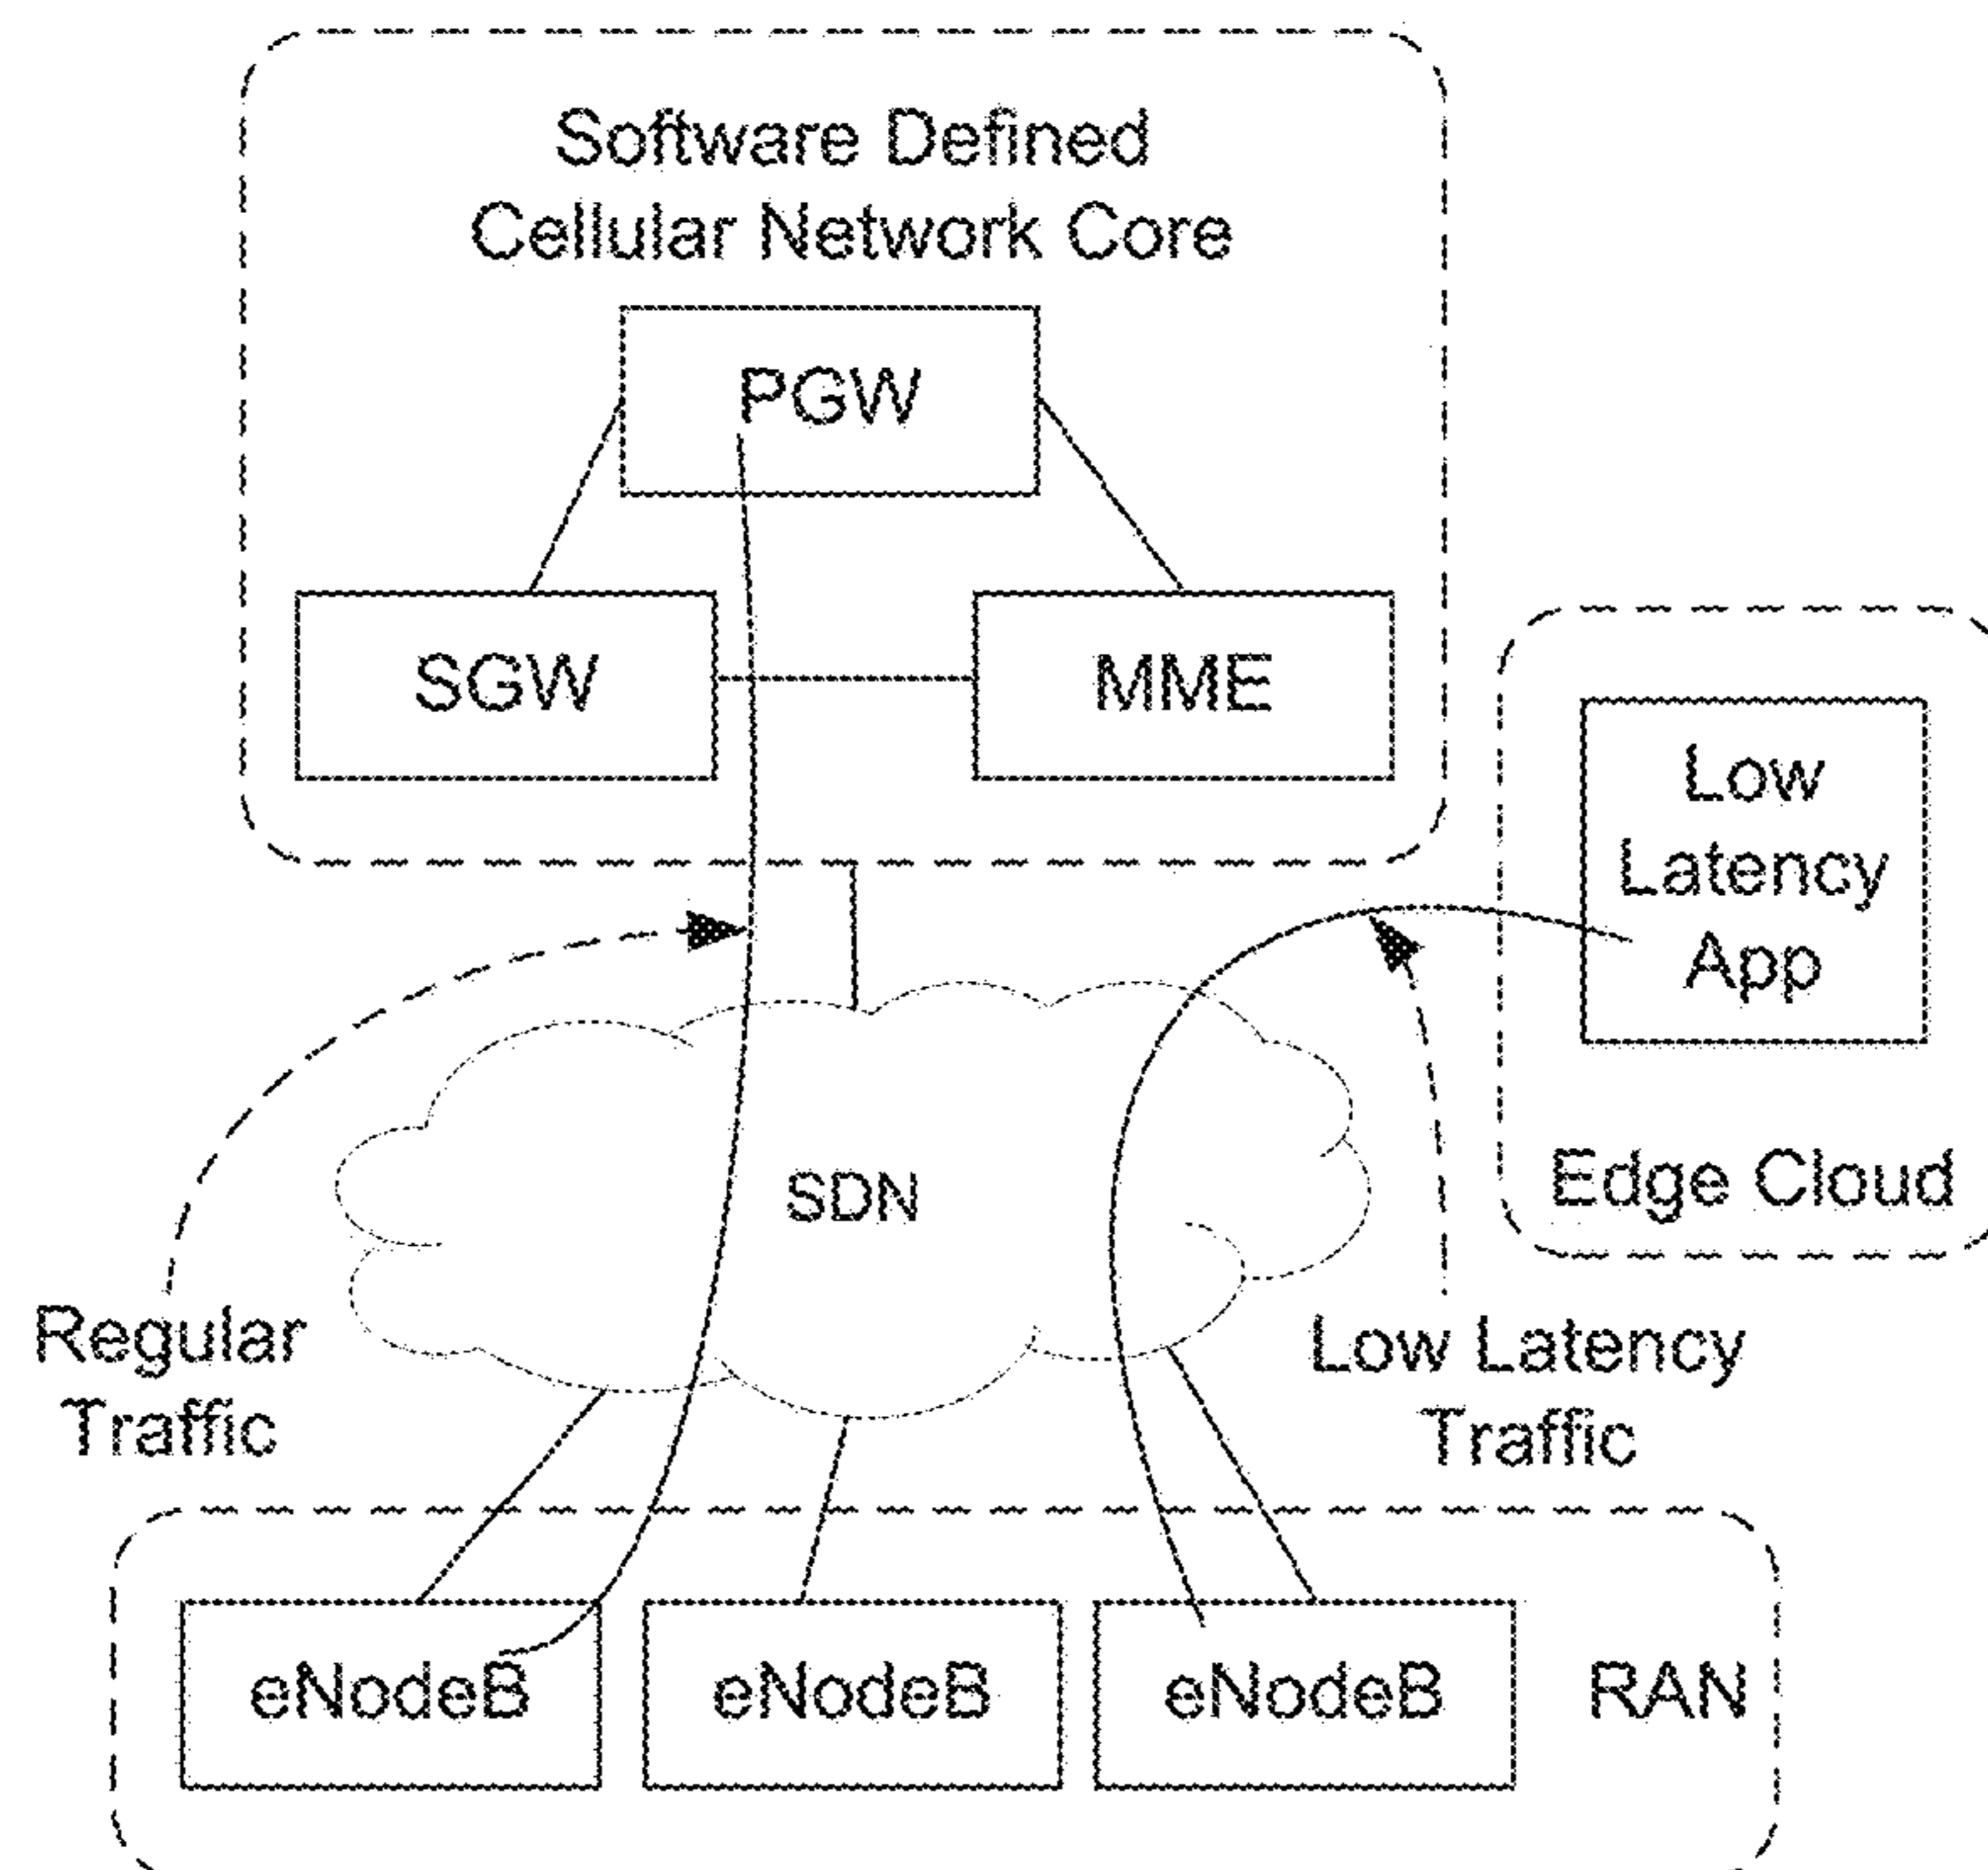 Software Defined
Cellular Network Core
PGW
SGW
MME
Low
Latency
App
Edge Cloud
SDN
Regular
Traffic
Low Latency
Traffic
eNodeB
eNodeB
eNodeB
RAN